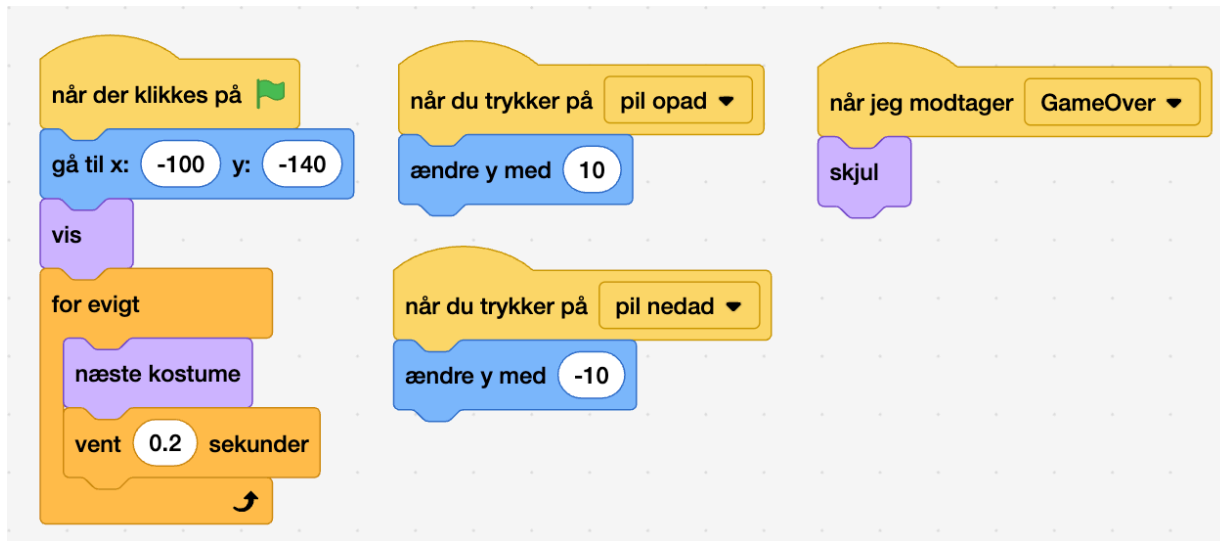 når der klikkes på
gå til x: -100 y: -140
vis
for evigt
næste kostume
vent 0.2 sekunder
når du trykker på pil opad
ændre y med 10
når du trykker på pil nedad
ændre y med -10
når jeg modtager GameOver
skjul